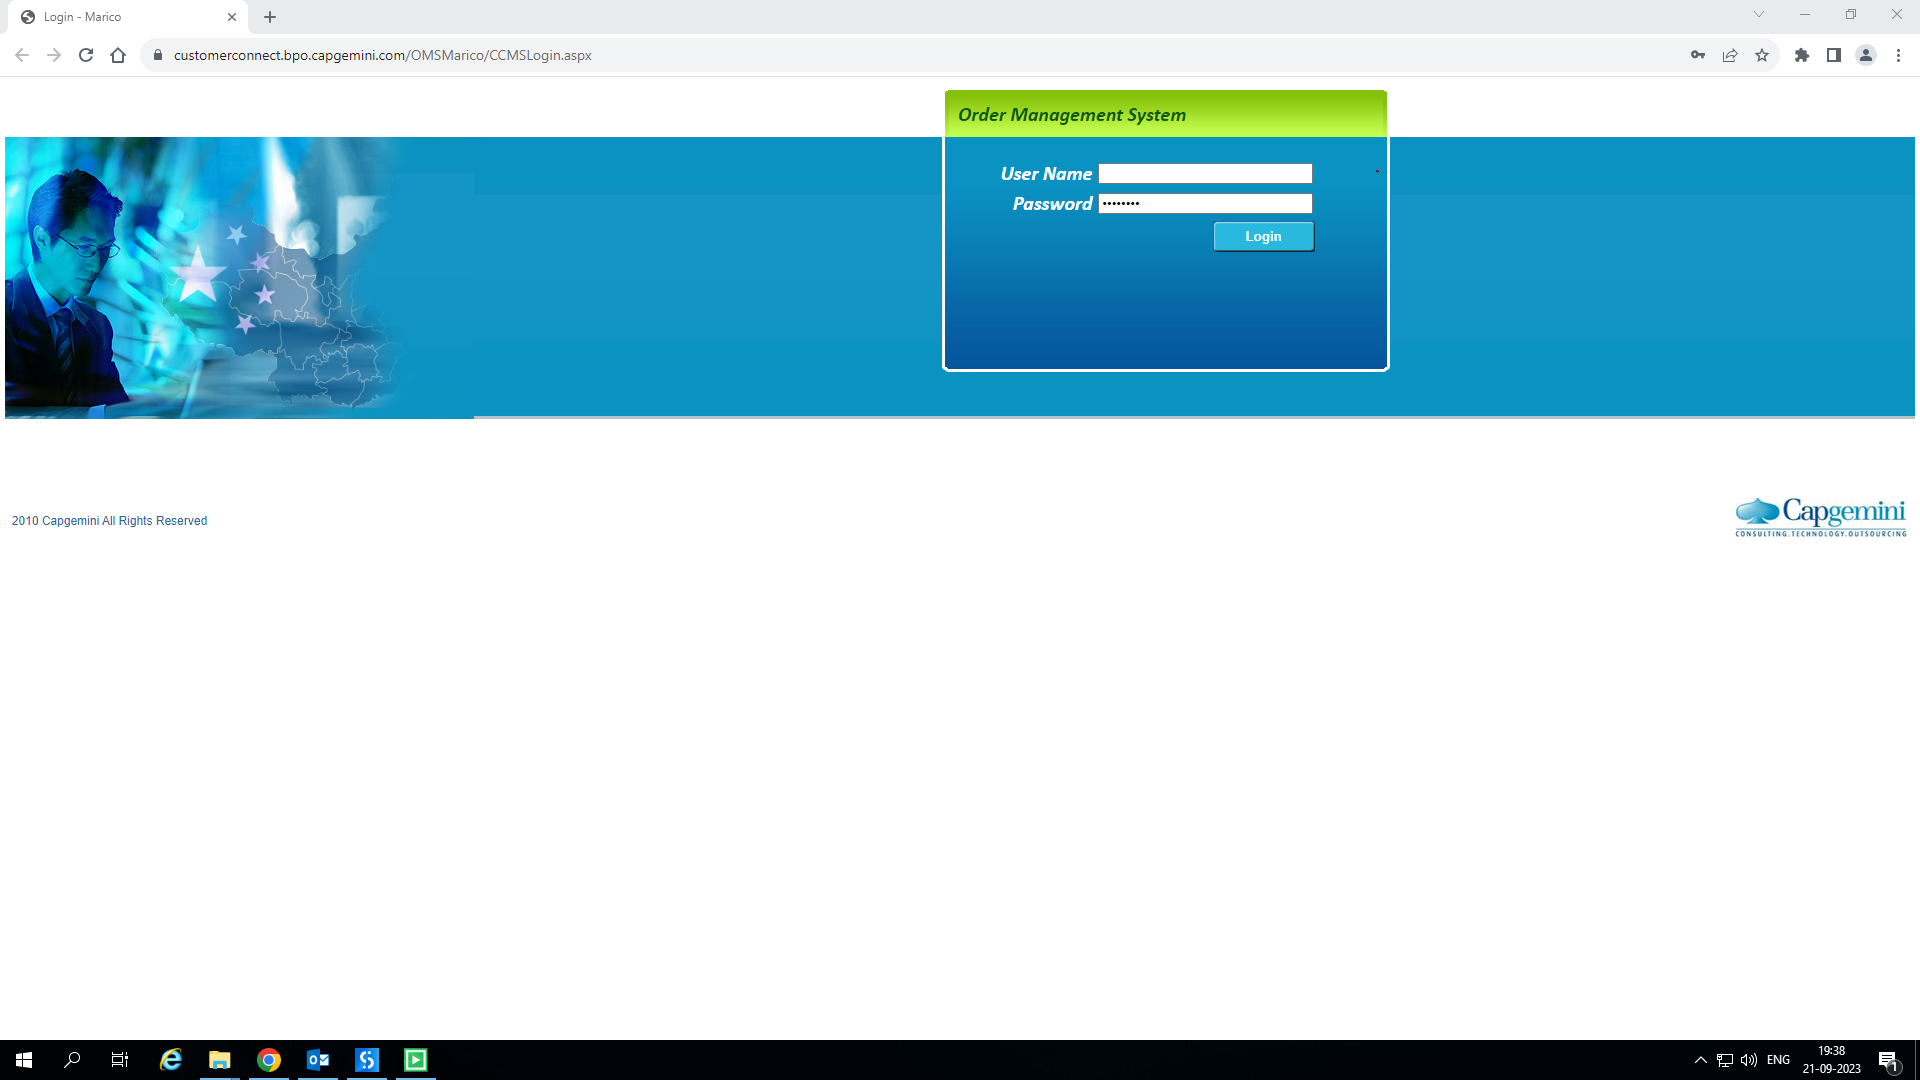 Login - Marico
customerconnect.bpo.capgemini.com/OMSMarico/CCMSLogin.aspx
Order Management System
User Name
Password ••••••••
Login
2010 Capgemini All Rights Reserved
Capgemini
CONSULTING.TECHNOLOGY.OUTSOURCING
ENG
19:38
21-09-2023
1